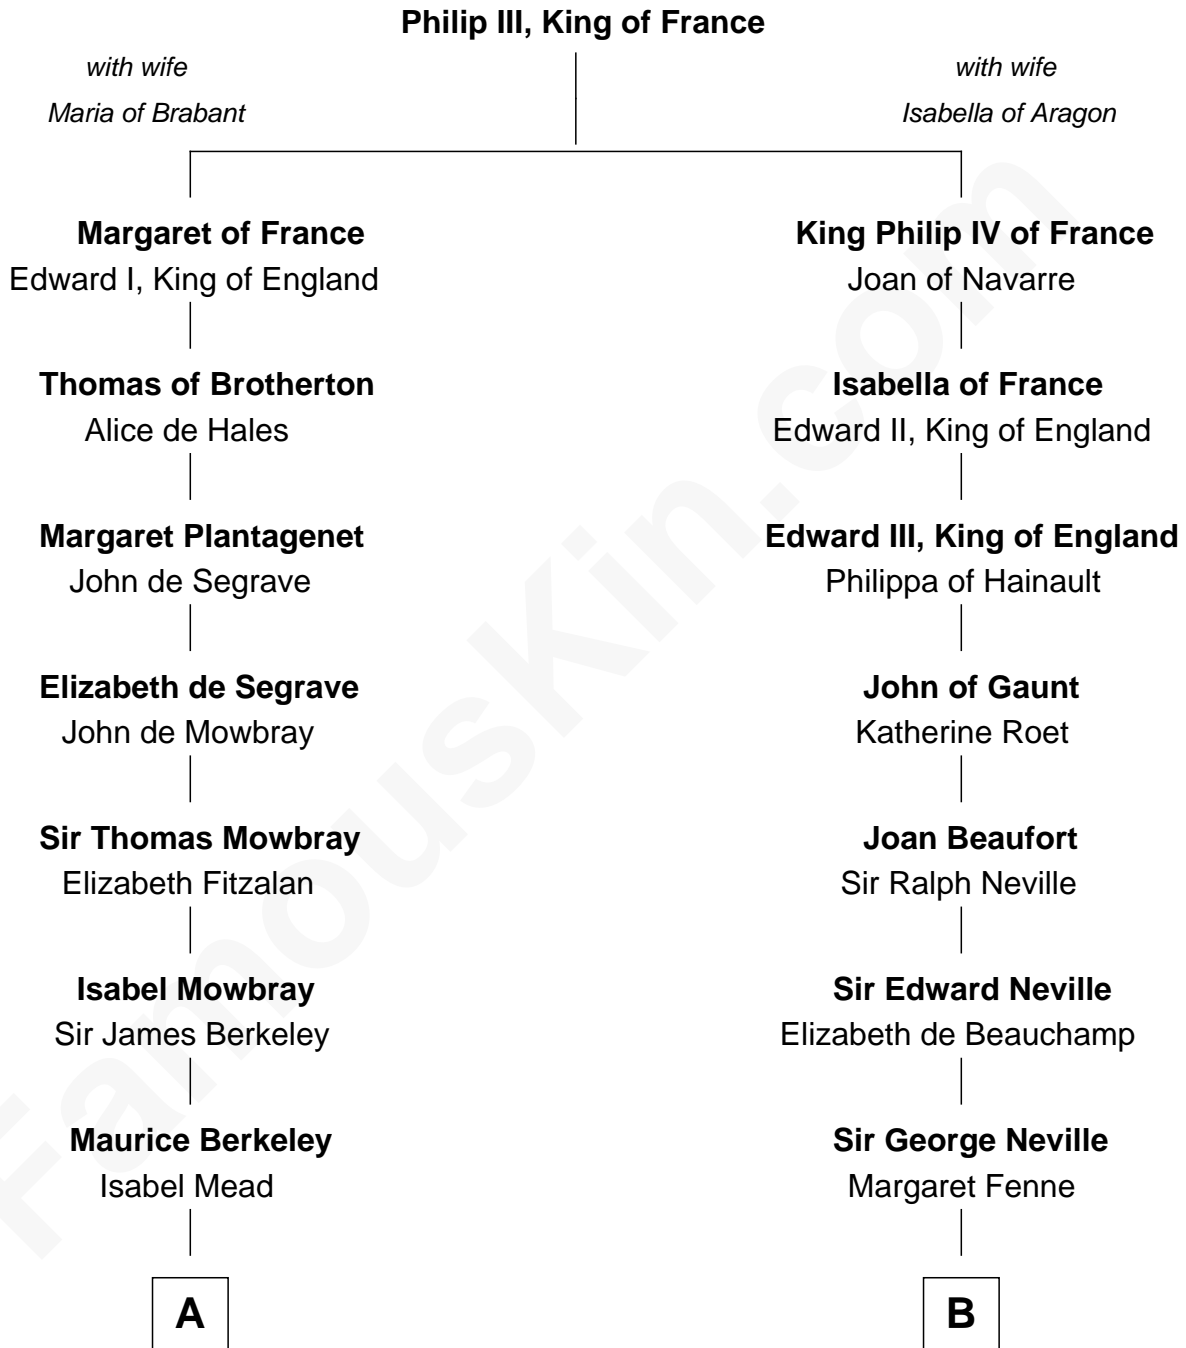 Philip III, King of France
with wife
Maria of Brabant
with wife
Isabella of Aragon
Margaret of France
Edward I, King of England
King Philip IV of France
Joan of Navarre
Thomas of Brotherton
Alice de Hales
Isabella of France
Edward II, King of England
Margaret Plantagenet
John de Segrave
Edward III, King of England
Philippa of Hainault
Elizabeth de Segrave
John de Mowbray
John of Gaunt
Katherine Roet
Sir Thomas Mowbray
Elizabeth Fitzalan
Joan Beaufort
Sir Ralph Neville
Isabel Mowbray
Sir James Berkeley
Sir Edward Neville
Elizabeth de Beauchamp
Maurice Berkeley
Isabel Mead
Sir George Neville
Margaret Fenne
A
B
FamousKin.com